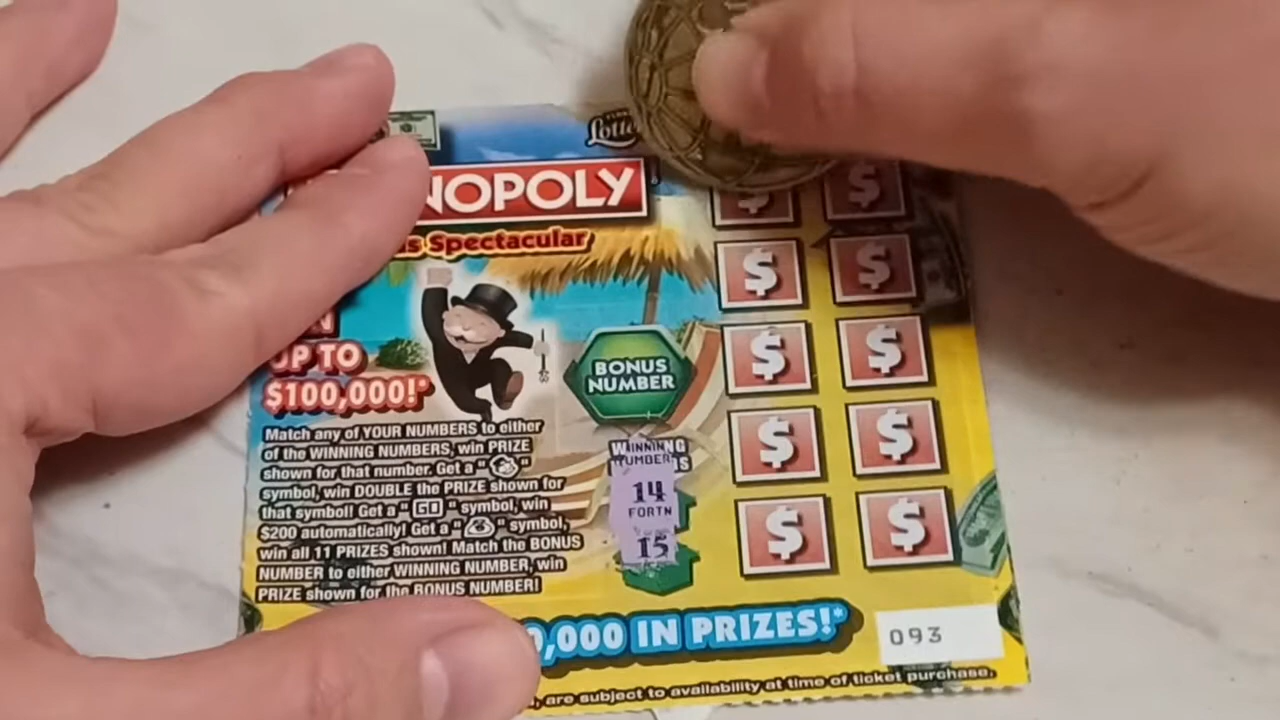 Lotte
NOPOLY
s Spectacular
UP TO
$100,000!*
BONUS
NUMBER
Match any of YOUR NUMBERS to either
of the WINNING NUMBERS, win PRIZE
shown for that number. Get a " "
symbol, win DOUBLE the PRIZE shown for
that symbol! Get a " GO " symbol, win
$200 automatically! Get a " " symbol,
win all 11 PRIZES shown! Match the BONUS
NUMBER to either WINNING NUMBER, win
PRIZE shown for the BONUS NUMBER!
WINNING
14
FORTN
15
$ $
$ $
$ $
$ $
$ $
0,000 IN PRIZES!*
093
, are subject to availability at time of ticket purchase.